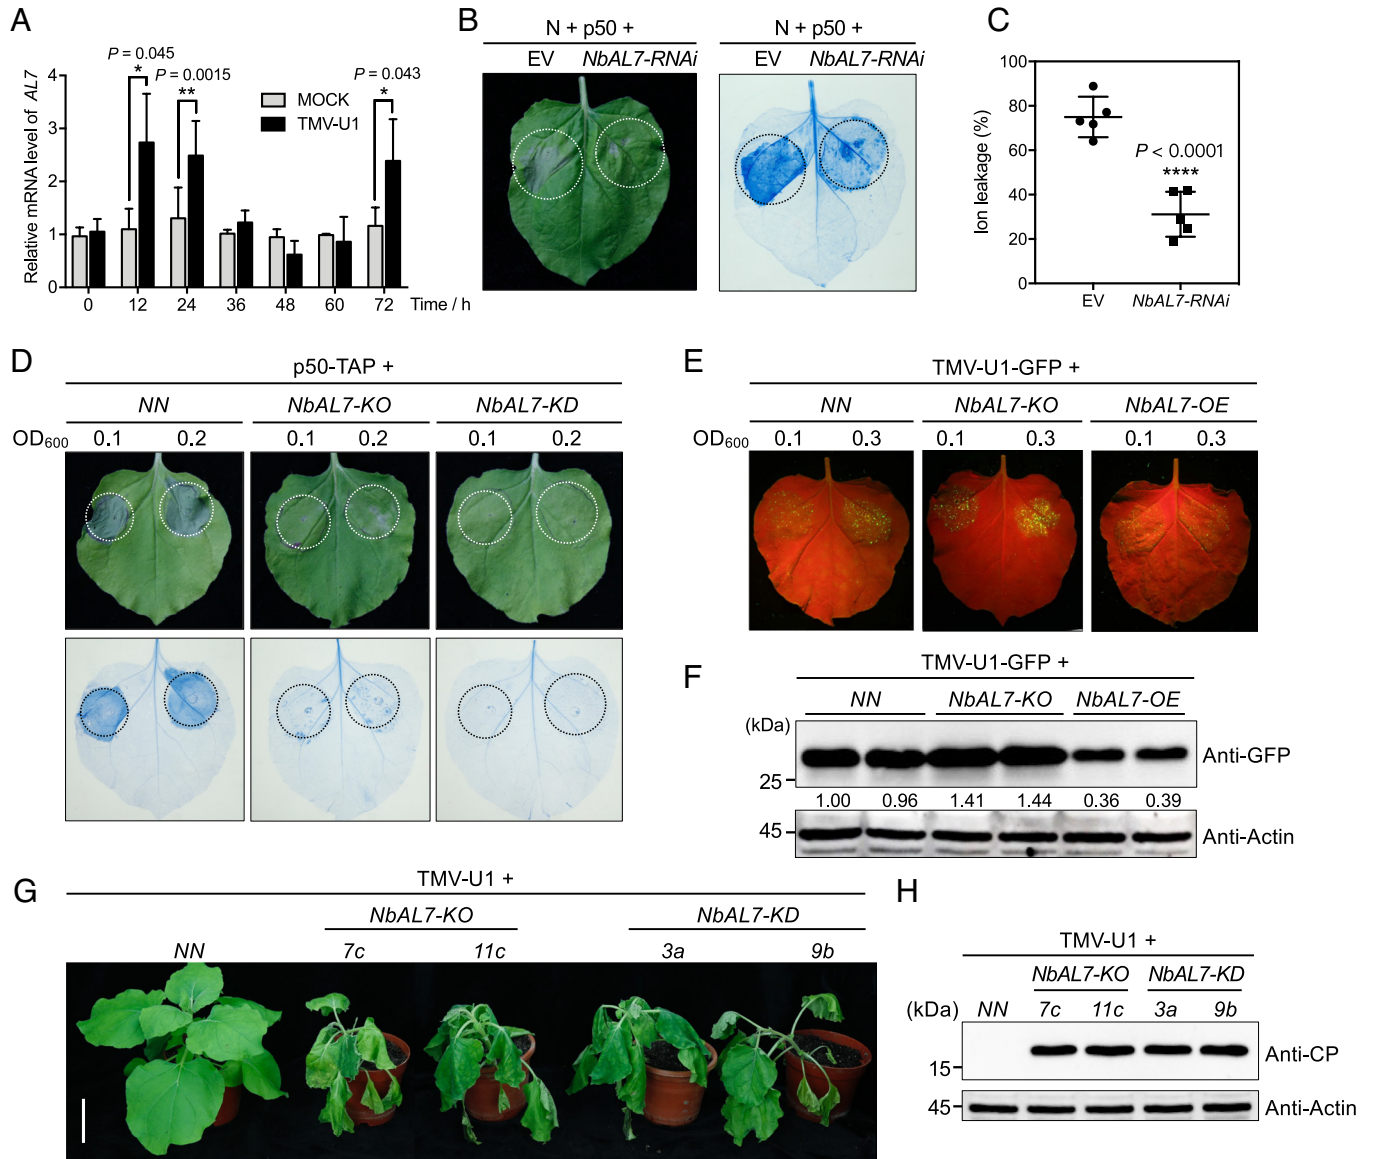 A
Relative mRNA level of AL7
P = 0.045
*
P = 0.0015
**
P = 0.043
*
MOCK
TMV-U1
4
3
2
1
0
0 12 24 36 48 60 72 Time / h
B
N + p50 +
EV NbAL7-RNAi
N + p50 +
EV NbAL7-RNAi
C
Ion leakage (%)
100
80
60
40
20
0
P < 0.0001
****
EV NbAL7-RNAi
D
p50-TAP +
NN NbAL7-KO NbAL7-KD
OD600 0.1 0.2 0.1 0.2 0.1 0.2
E
TMV-U1-GFP +
NN NbAL7-KO NbAL7-OE
OD600 0.1 0.3 0.1 0.3 0.1 0.3
F
TMV-U1-GFP +
NN NbAL7-KO NbAL7-OE
(kDa)
Anti-GFP
25
1.00 0.96 1.41 1.44 0.36 0.39
45 Anti-Actin
G
TMV-U1 +
NbAL7-KO NbAL7-KD
NN 7c 11c 3a 9b
H
TMV-U1 +
NbAL7-KO NbAL7-KD
(kDa) NN 7c 11c 3a 9b
Anti-CP
15
45 Anti-Actin